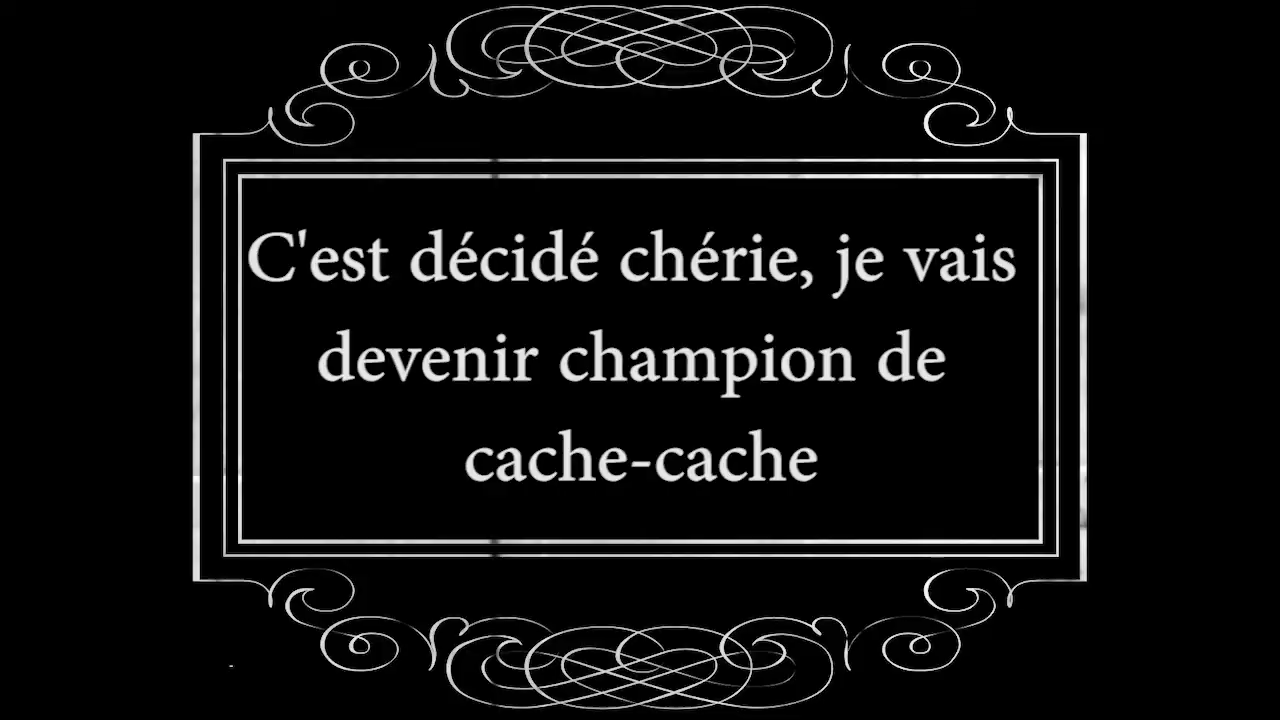 C'est décidé chérie, je vais
devenir champion de
cache-cache